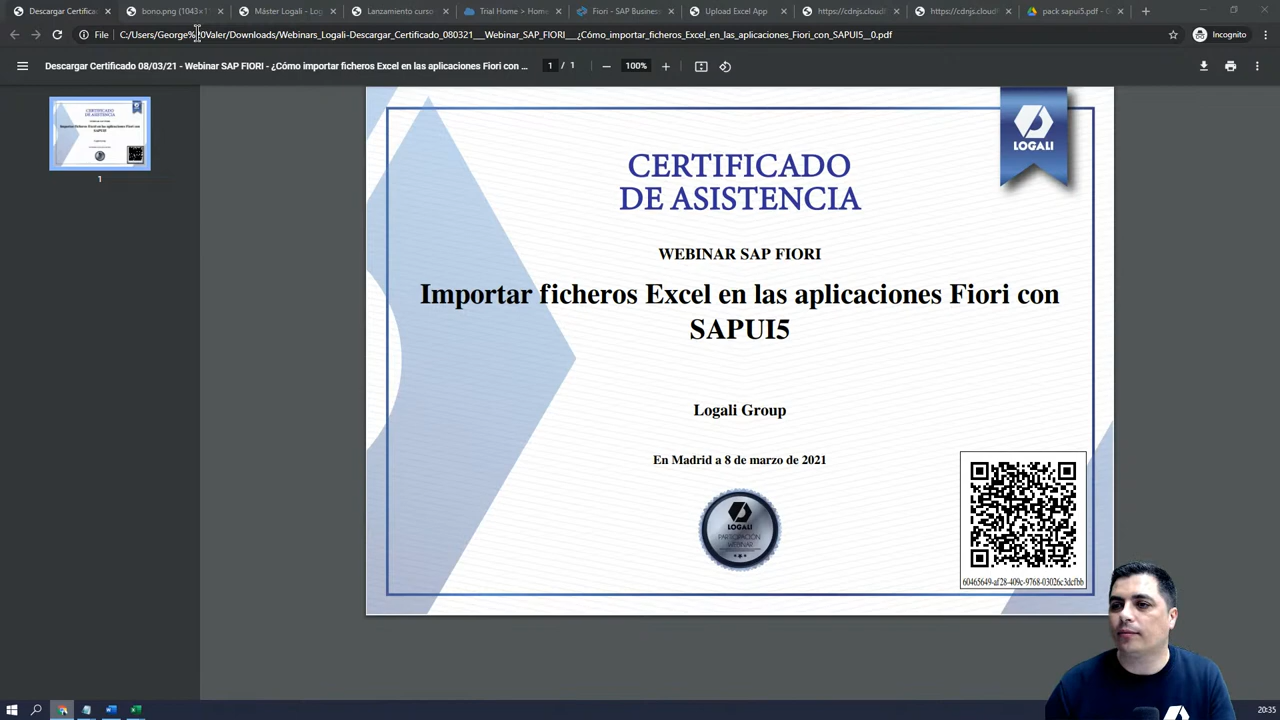 Descargar Certifica
bono.png (1043×1
Máster Logali - Log
Lanzamiento curso
Trial Home > Home
Fiori - SAP Business
Upload Excel App
https://cdnjs.cloudf
https://cdnjs.cloudf
pack sapui5.pdf - G
File
C:/Users/George%20Valer/Downloads/Webinars_Logali-Descargar_Certificado_080321__Webinar_SAP_FIORI__¿Cómo_importar_ficheros_Excel_en_las_aplicaciones_Fiori_con_SAPUI5__0.pdf
Incognito
Descargar Certificado 08/03/21 - Webinar SAP FIORI - ¿Cómo importar ficheros Excel en las aplicaciones Fiori con ...
1 / 1
100%
1
LOGALI
CERTIFICADO
DE ASISTENCIA
WEBINAR SAP FIORI
Importar ficheros Excel en las aplicaciones Fiori con
SAPUI5
Logali Group
En Madrid a 8 de marzo de 2021
LOGALI
PARTICIPACIÓN
WEBINAR
60465649-af28-409c-9768-03026c3dcfbb
20:35